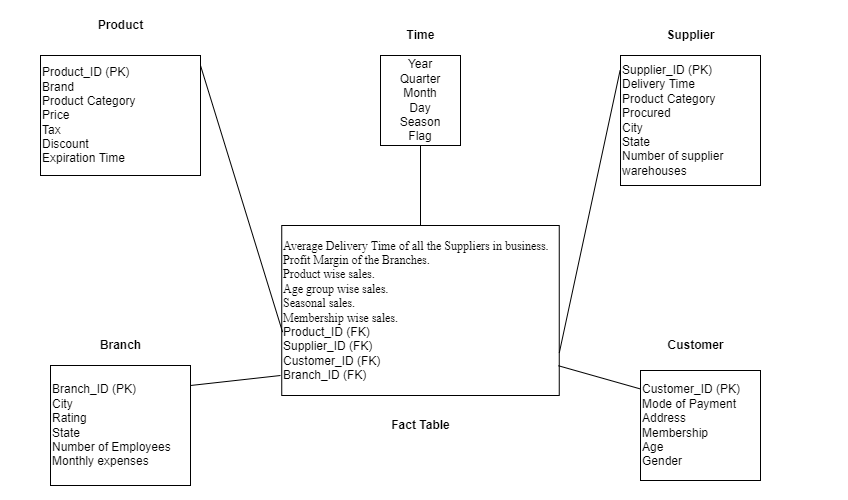 Product
Product_ID (PK)
Brand
Product Category
Price
Tax
Discount
Expiration Time
Time
Year
Quarter
Month
Day
Season
Flag
Supplier
Supplier_ID (PK)
Delivery Time
Product Category
Procured
City
State
Number of supplier
warehouses
Average Delivery Time of all the Suppliers in business.
Profit Margin of the Branches.
Product wise sales.
Age group wise sales.
Seasonal sales.
Membership wise sales.
Product_ID (FK)
Supplier_ID (FK)
Customer_ID (FK)
Branch_ID (FK)
Fact Table
Branch
Branch_ID (PK)
City
Rating
State
Number of Employees
Monthly expenses
Customer
Customer_ID (PK)
Mode of Payment
Address
Membership
Age
Gender